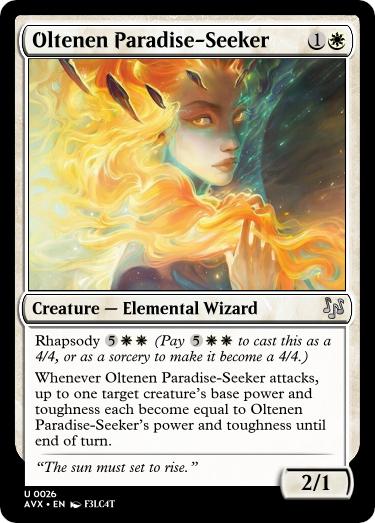 Oltenen Paradise-Seeker 1
Creature — Elemental Wizard
Rhapsody 5 (Pay 5 to cast this as a
4/4, or as a sorcery to make it become a 4/4.)
Whenever Oltenen Paradise-Seeker attacks,
up to one target creature's base power and
toughness each become equal to Oltenen
Paradise-Seeker's power and toughness until
end of turn.
“The sun must set to rise.”
2/1
U 0026
AVX • EN F3LC4T